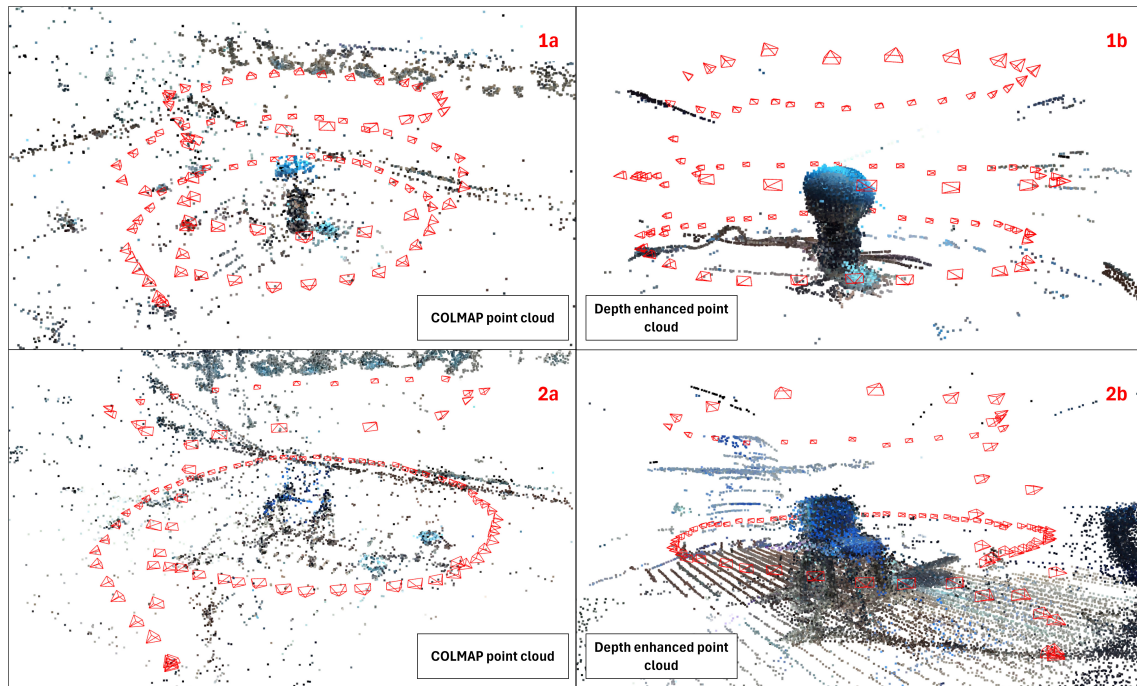 1a
1b
COLMAP point cloud
Depth enhanced point
cloud
2a
2b
COLMAP point cloud
Depth enhanced point
cloud